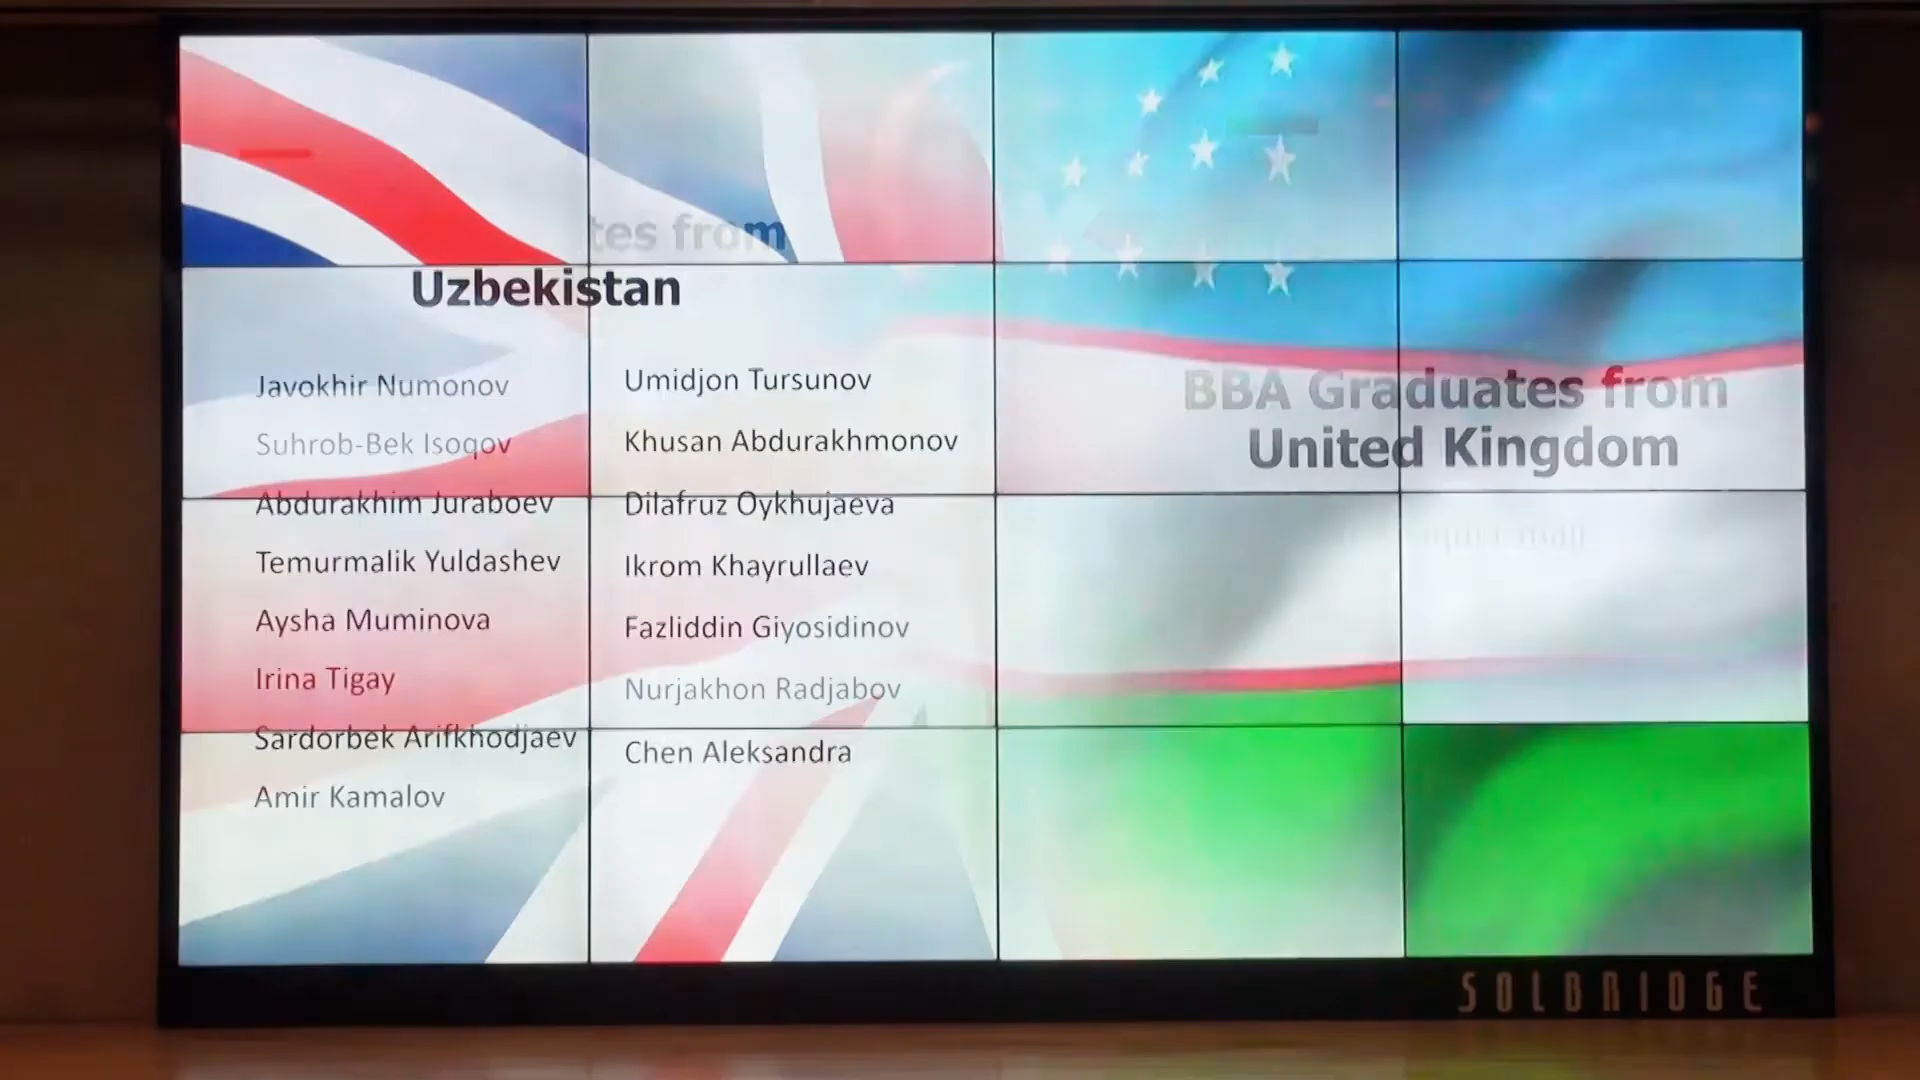 tes from
Uzbekistan
Javokhir Numonov
Suhrob-Bek Isoqov
Abdurakhim Juraboev
Temurmalik Yuldashev
Aysha Muminova
Irina Tigay
Sardorbek Arifkhodjaev
Amir Kamalov
Umidjon Tursunov
Khusan Abdurakhmonov
Dilafruz Oykhujaeva
Ikrom Khayrullaev
Fazliddin Giyosidinov
Nurjakhon Radjabov
Chen Aleksandra
BBA Graduates from
United Kingdom
SOLBRIDGE